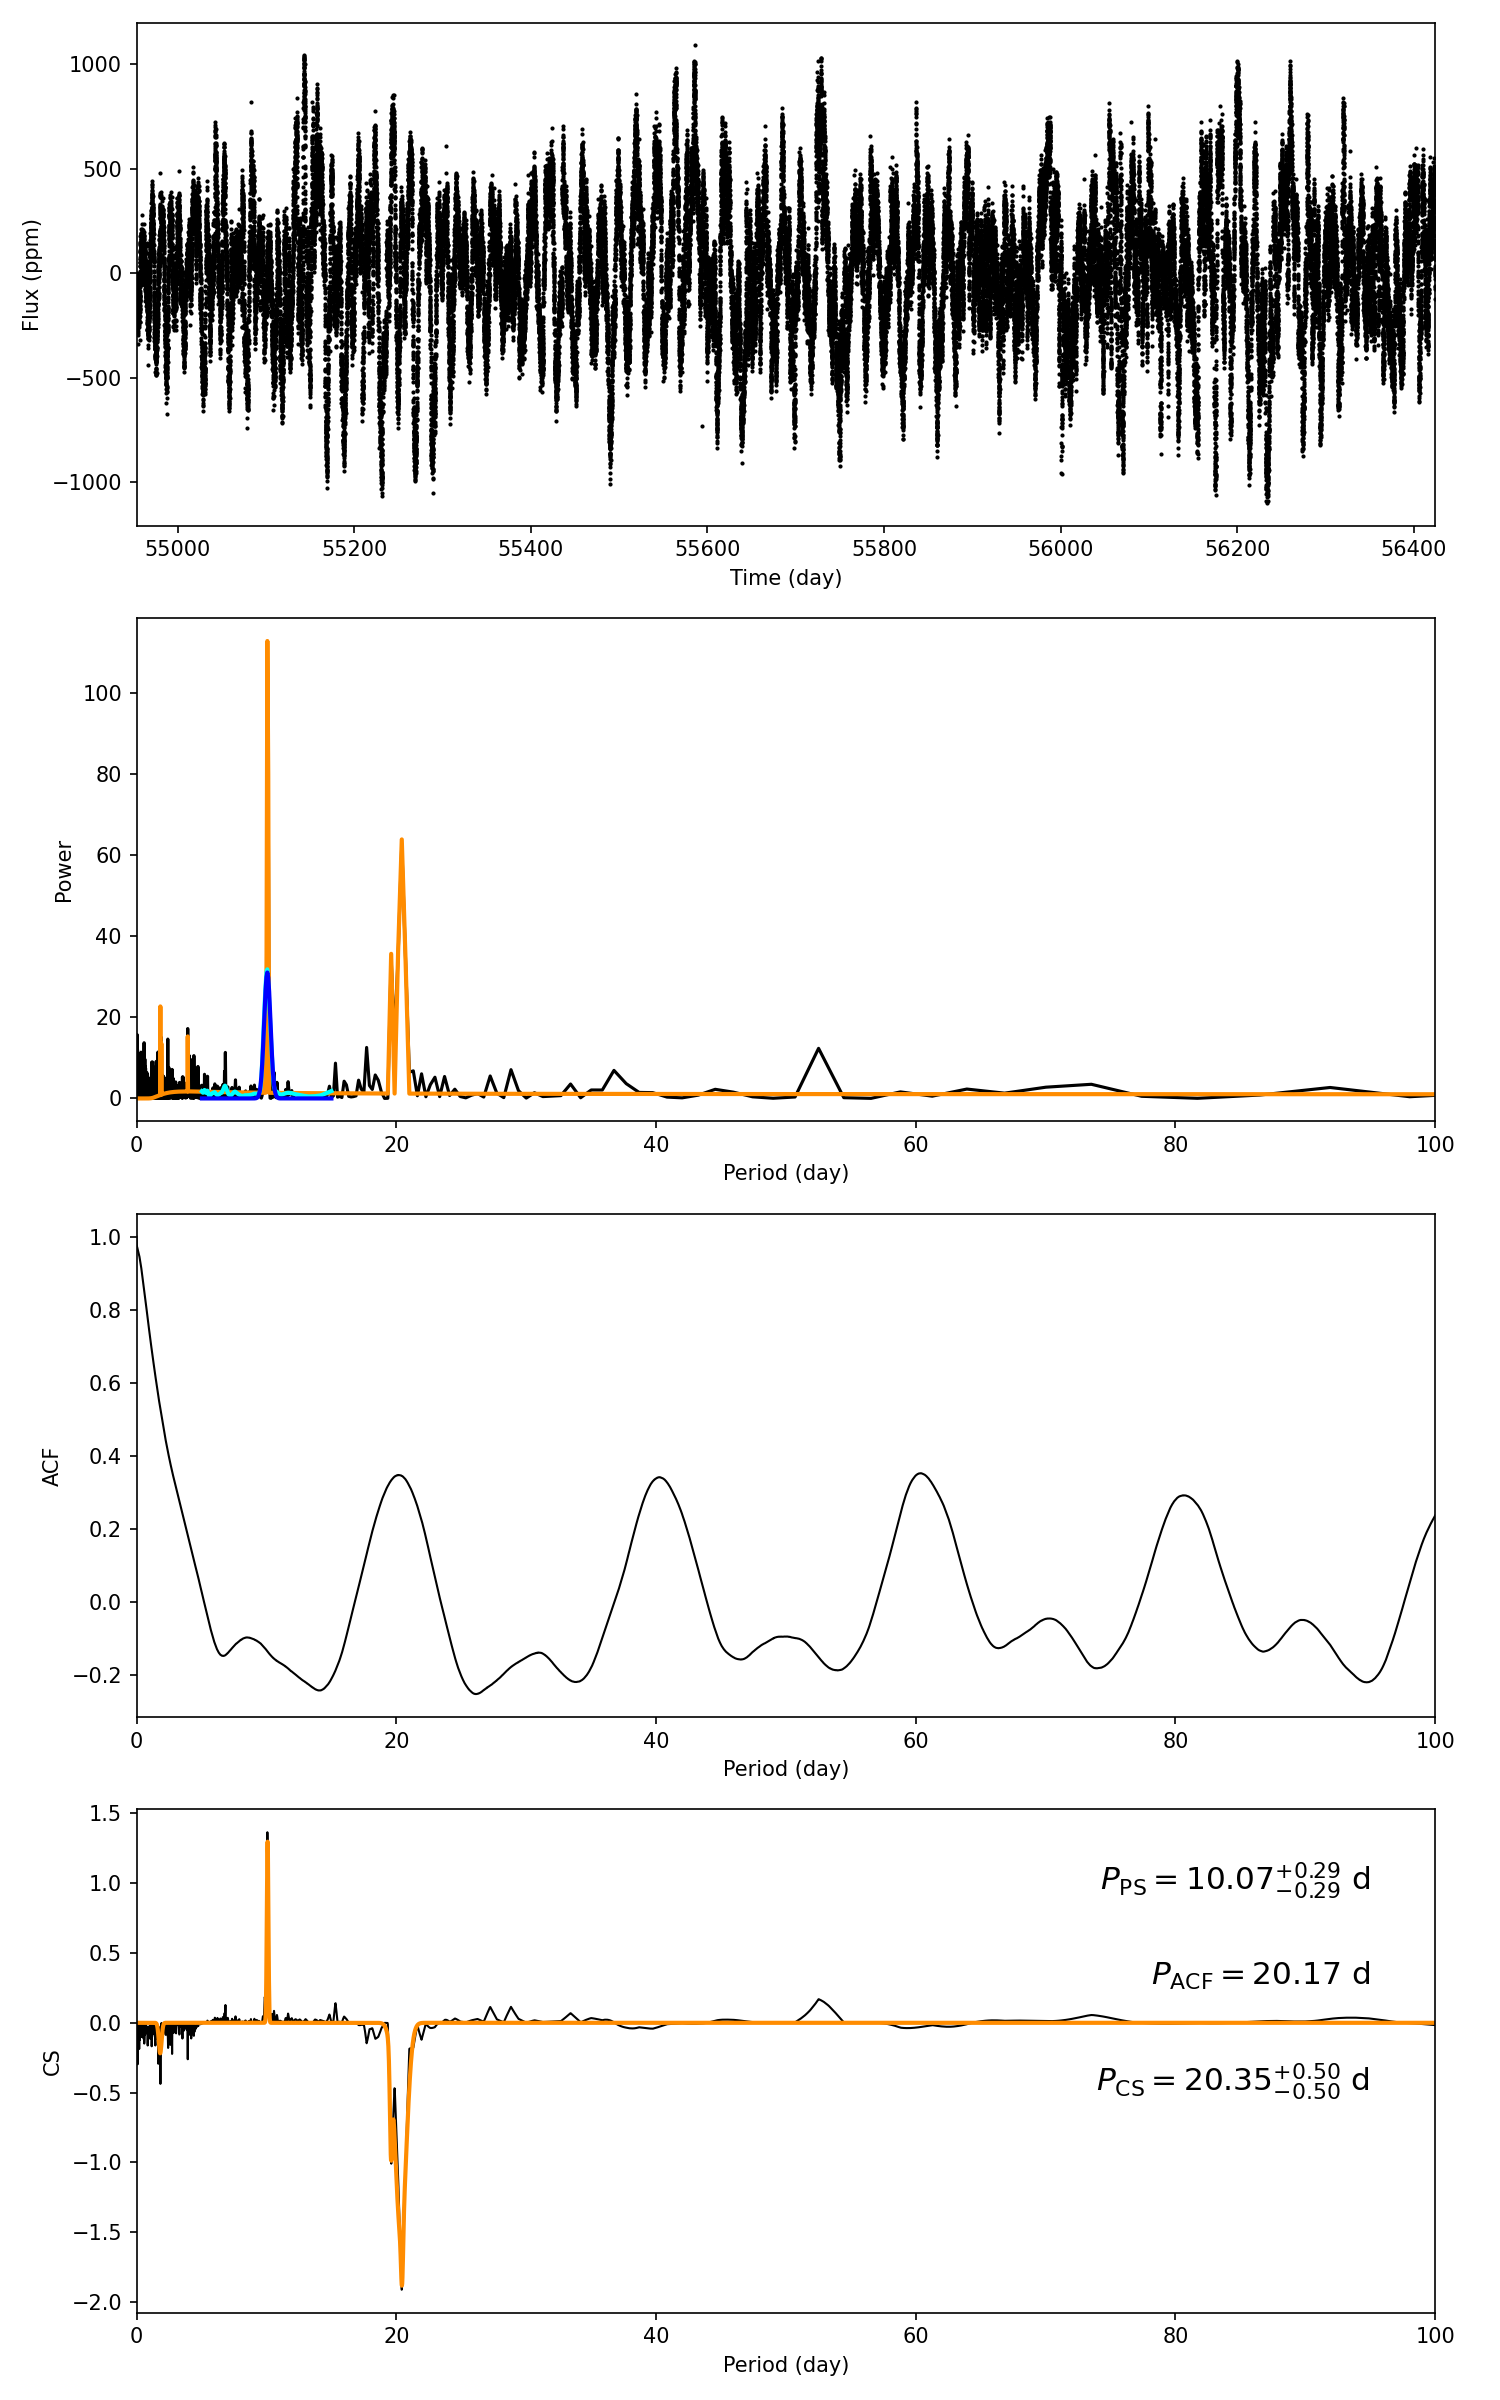 1000
500
0
−500
−1000
Flux (ppm)
55000 55200 55400 55600 55800 56000 56200 56400
Time (day)
100
80
60
40
20
0
Power
0 20 40 60 80 100
Period (day)
1.0
0.8
0.6
0.4
0.2
0.0
−0.2
ACF
0 20 40 60 80 100
Period (day)
1.5
1.0
0.5
0.0
−0.5
−1.0
−1.5
−2.0
CS
P_PS = 10.07^{+0.29}_{−0.29} d
P_ACF = 20.17 d
P_CS = 20.35^{+0.50}_{−0.50} d
0 20 40 60 80 100
Period (day)